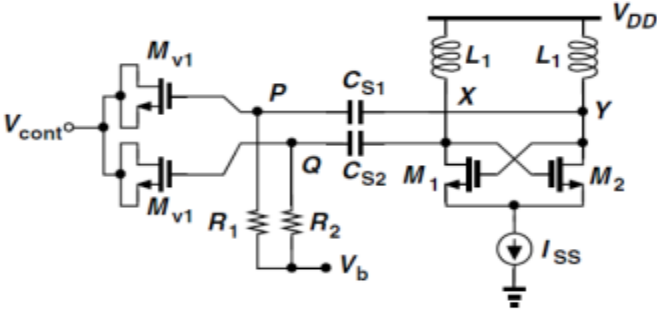 V_DD
M_v1
L_1
L_1
P
C_S1
X
Y
V_cont
Q
C_S2
M_1
M_2
M_v1
R_1
R_2
I_SS
V_b